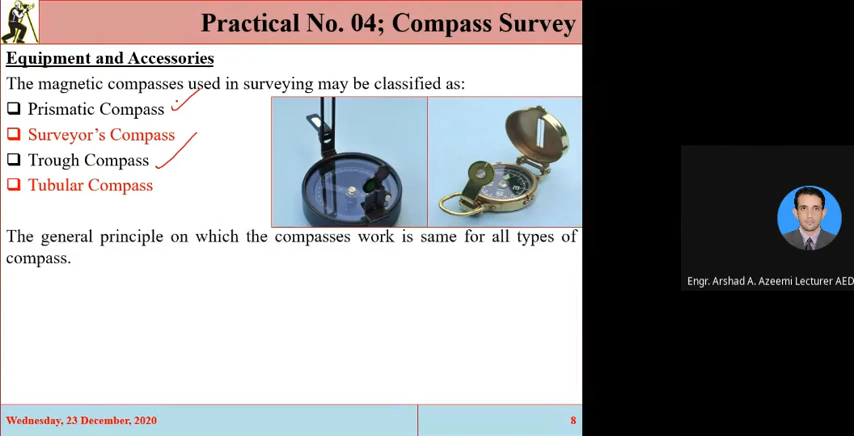 Practical No. 04; Compass Survey
Equipment and Accessories
The magnetic compasses used in surveying may be classified as:
Prismatic Compass
Surveyor's Compass
Trough Compass
Tubular Compass
The general principle on which the compasses work is same for all types of
compass.
Engr. Arshad A. Azeemi Lecturer AED
Wednesday, 23 December, 2020
8